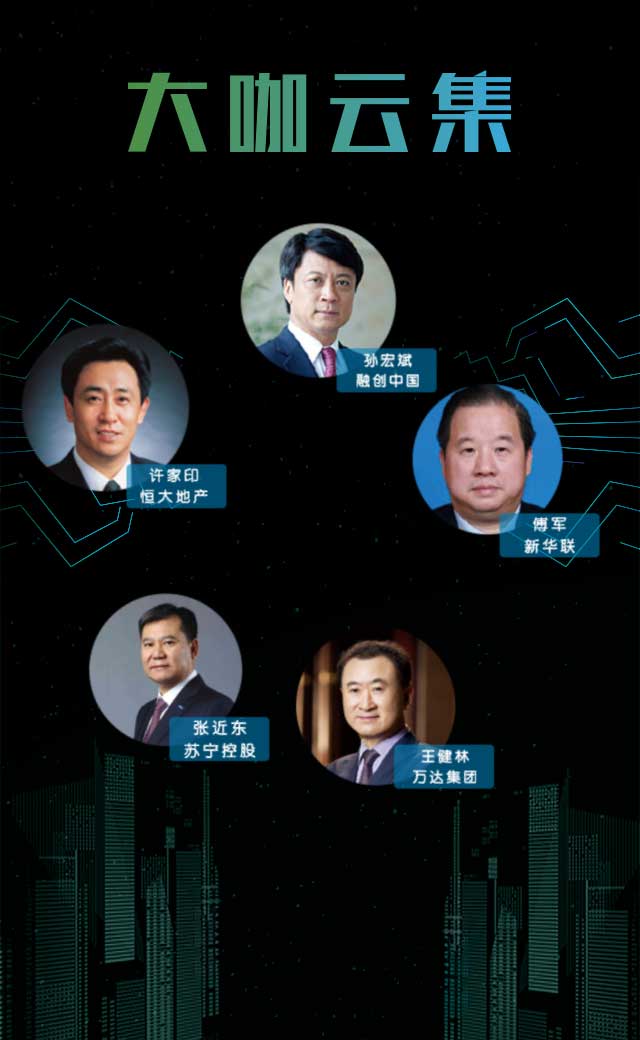 大咖云集
孙宏斌
融创中国
许家印
恒大地产
傅军
新华联
张近东
苏宁控股
王健林
万达集团